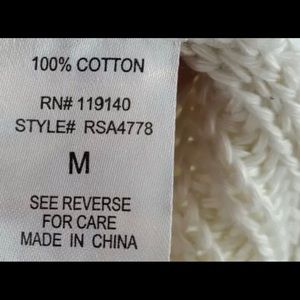 100% COTTON
RN# 119140
STYLE# RSA4778
M
SEE REVERSE
FOR CARE
MADE IN CHINA